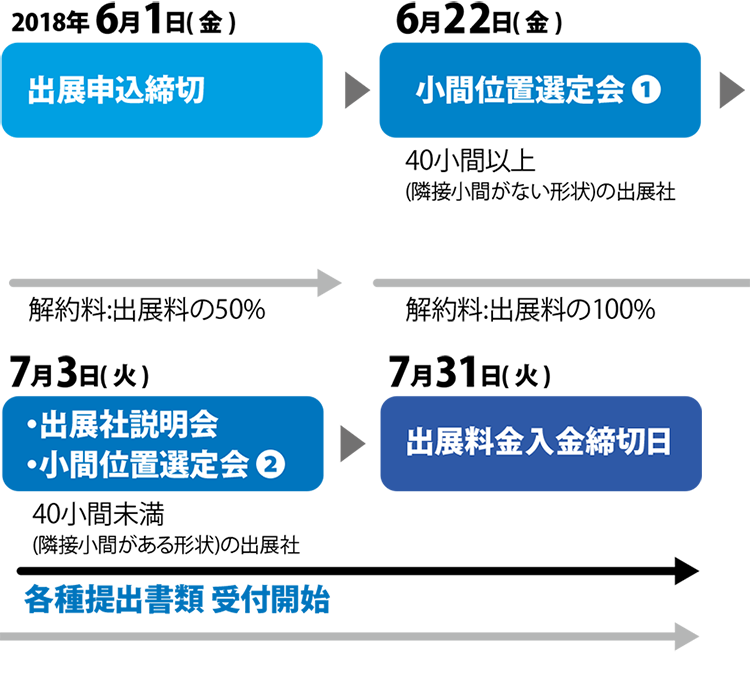 2018年 6月1日( 金 )
出展申込締切
6月22日( 金 )
小間位置選定会 ❶
40小間以上
(隣接小間がない形状)の出展社
解約料:出展料の50%
解約料:出展料の100%
7月3日( 火 )
•出展社説明会
•小間位置選定会 ❷
40小間未満
(隣接小間がある形状)の出展社
7月31日( 火 )
出展料金入金締切日
各種提出書類 受付開始